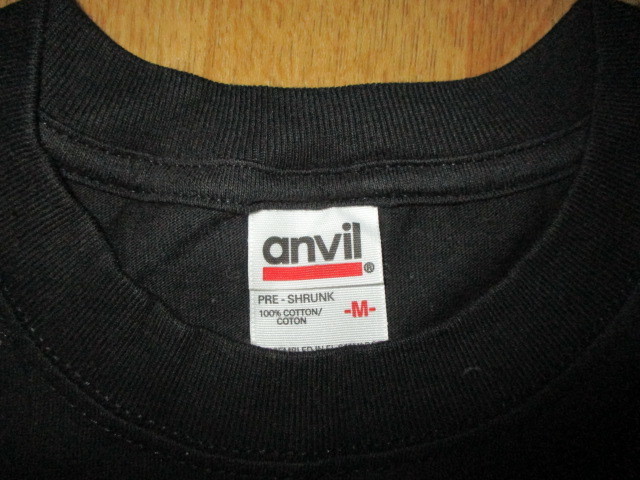 anvil®
PRE - SHRUNK
100% COTTON/
COTON
-M-